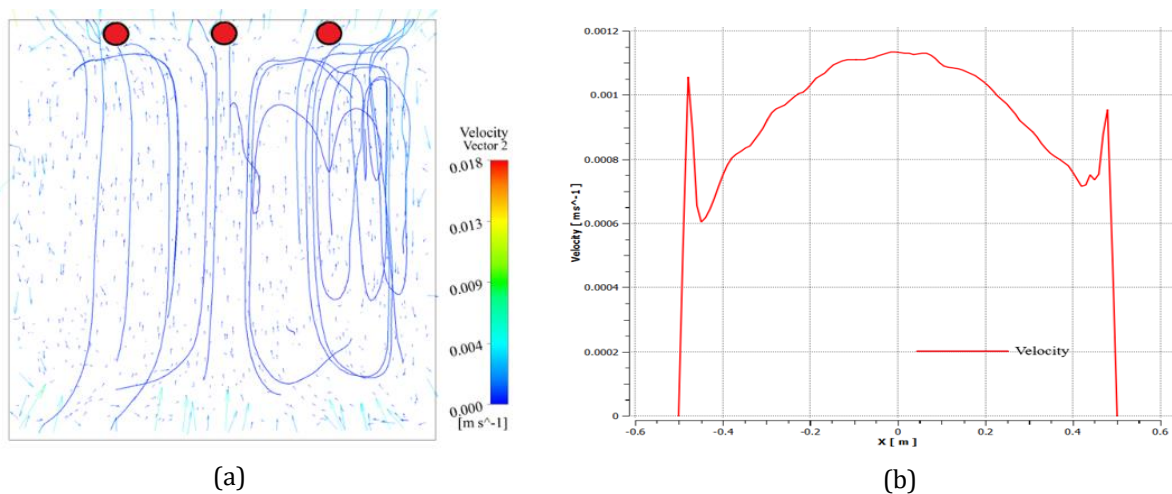 Velocity
Vector 2
0.018
0.013
0.009
0.004
0.000
[m s^-1]
(a)
0.0012
0.001
0.0008
0.0006
0.0004
0.0002
0
Velocity [ ms^-1]
Velocity
-0.6
-0.4
-0.2
0
0.2
0.4
0.6
X [ m ]
(b)